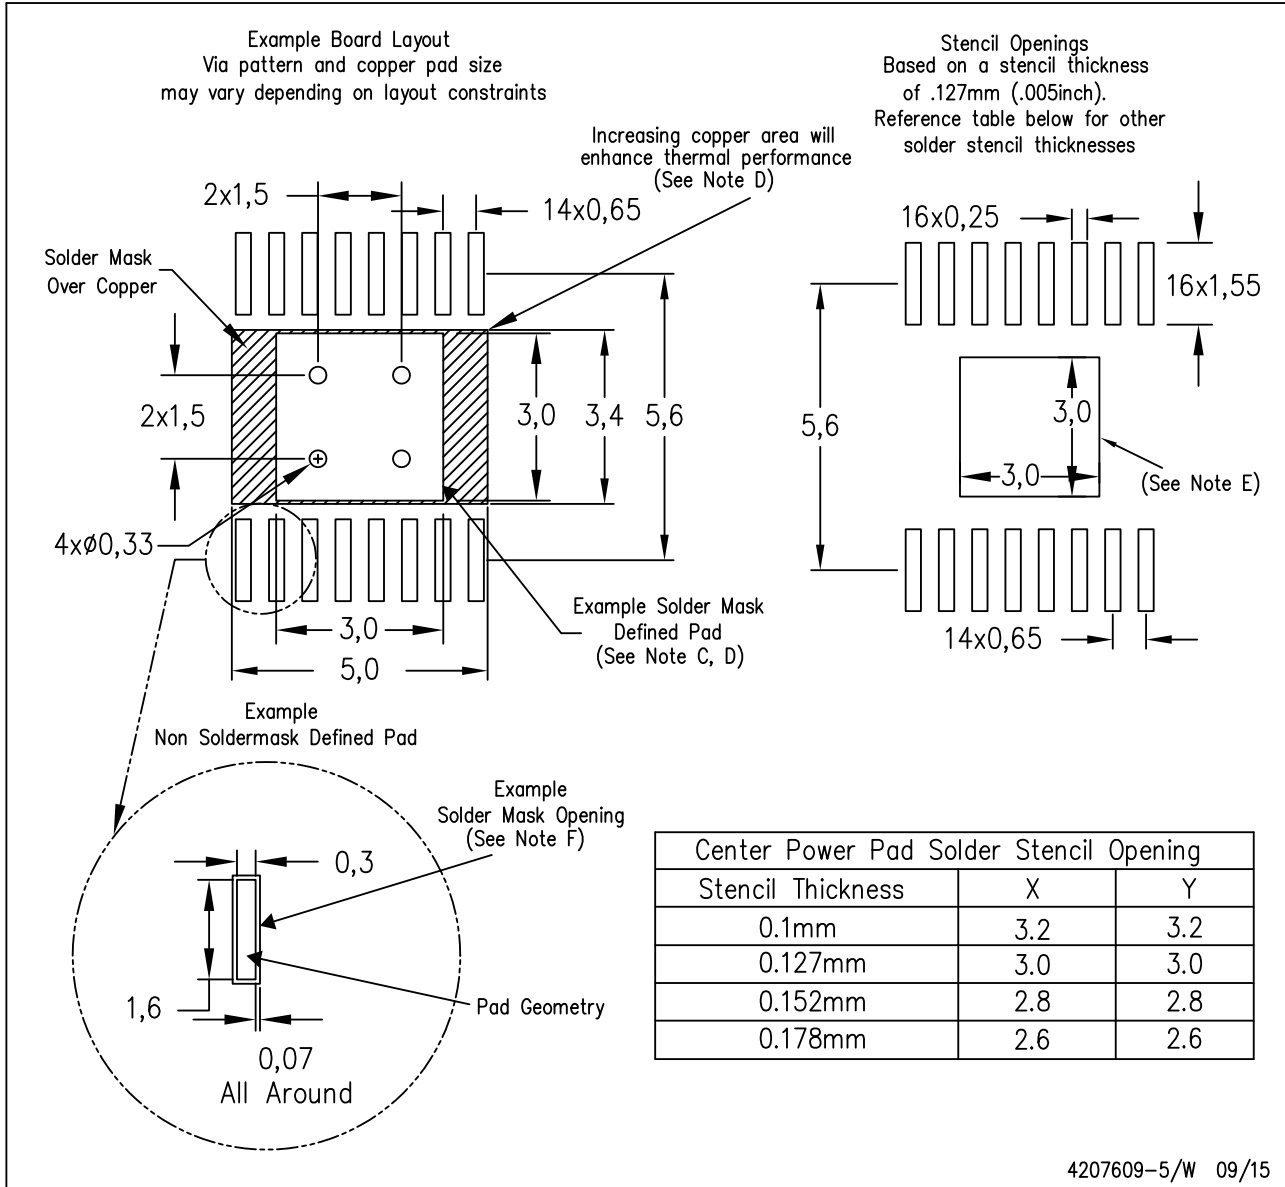 Example Board Layout
Via pattern and copper pad size
may vary depending on layout constraints
Stencil Openings
Based on a stencil thickness
of .127mm (.005inch).
Reference table below for other
solder stencil thicknesses
Increasing copper area will
enhance thermal performance
(See Note D)
2x1,5
14x0,65
Solder Mask
Over Copper
2x1,5
3,0
3,4
5,6
4xø0,33
3,0
5,0
Example Solder Mask
Defined Pad
(See Note C, D)
16x0,25
16x1,55
5,6
3,0
3,0
(See Note E)
14x0,65
Example
Non Soldermask Defined Pad
Example
Solder Mask Opening
(See Note F)
0,3
1,6
Pad Geometry
0,07
All Around
Center Power Pad Solder Stencil Opening
Stencil Thickness X Y
0.1mm 3.2 3.2
0.127mm 3.0 3.0
0.152mm 2.8 2.8
0.178mm 2.6 2.6
4207609-5/W 09/15